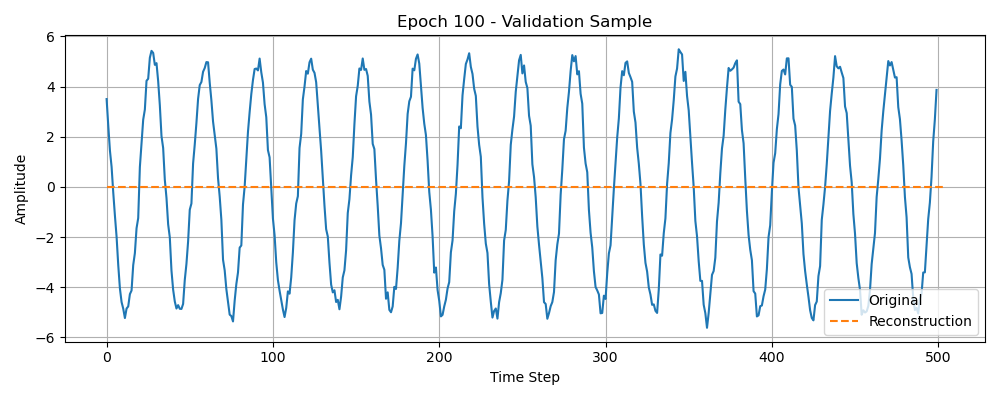 Epoch 100 - Validation Sample
6
4
2
0
−2
−4
−6
Amplitude
0
100
200
300
400
500
Time Step
Original
Reconstruction